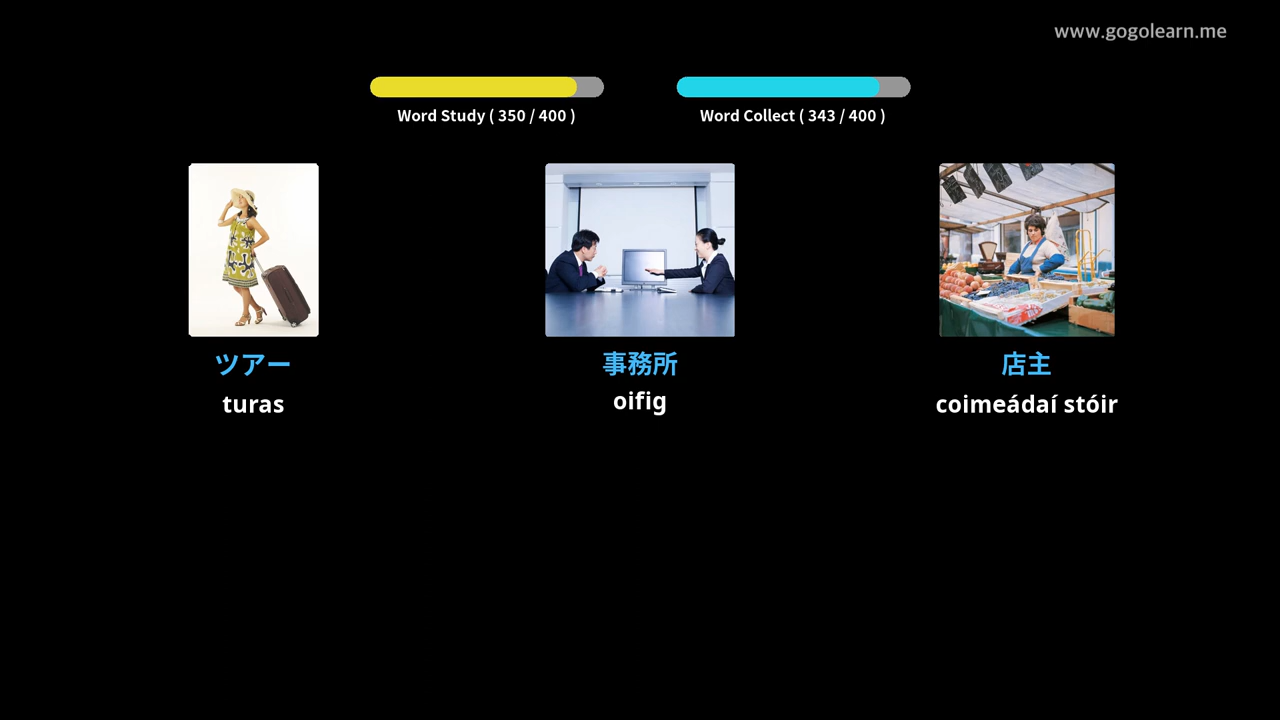 www.gogolearn.me
Word Study ( 350 / 400 )
Word Collect ( 343 / 400 )
ツアー
事務所
店主
turas
oifig
coimeádaí stóir